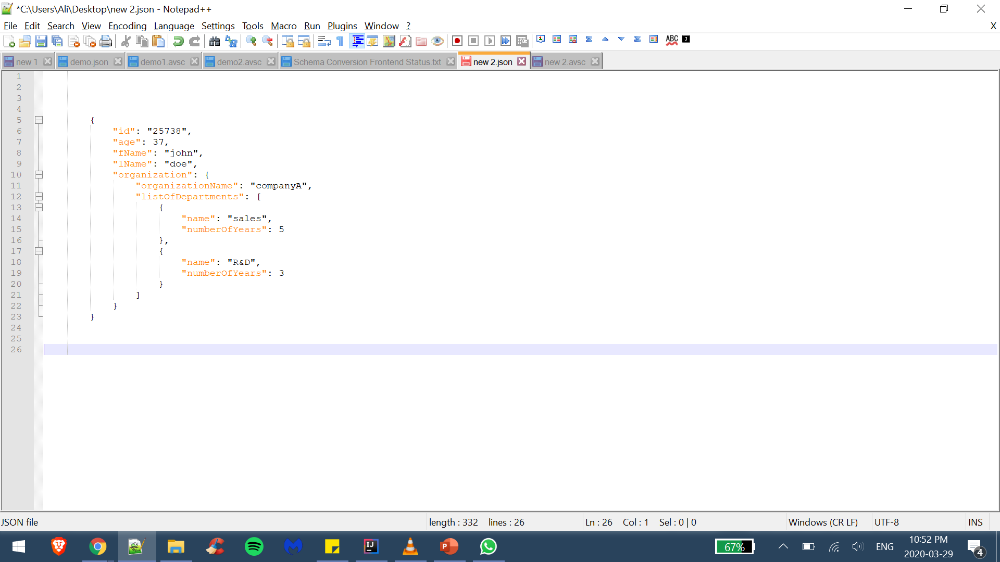 *C:\Users\Ali\Desktop\new 2.json - Notepad++
File Edit Search View Encoding Language Settings Tools Macro Run Plugins Window ? X
ABC
new 1 demo.json demo1.avsc demo2.avsc Schema Conversion Frontend Status.txt new 2.json new 2.avsc
1
2
3
4
5 {
6 "id": "25738",
7 "age": 37,
8 "fName": "john",
9 "lName": "doe",
10 "organization": {
11 "organizationName": "companyA",
12 "listOfDepartments": [
13 {
14 "name": "sales",
15 "numberOfYears": 5
16 },
17 {
18 "name": "R&D",
19 "numberOfYears": 3
20 }
21 ]
22 }
23 }
24
25
26
JSON file length : 332 lines : 26 Ln : 26 Col : 1 Sel : 0 | 0 Windows (CR LF) UTF-8 INS
IJ P 67% ENG 10:52 PM 4
2020-03-29